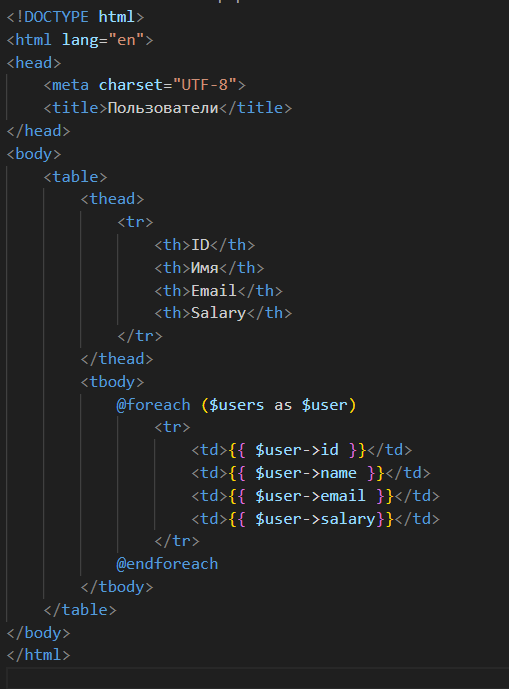 <!DOCTYPE html>
<html lang="en">
<head>
    <meta charset="UTF-8">
    <title>Пользователи</title>
</head>
<body>
    <table>
        <thead>
            <tr>
                <th>ID</th>
                <th>Имя</th>
                <th>Email</th>
                <th>Salary</th>
            </tr>
        </thead>
        <tbody>
            @foreach ($users as $user)
                <tr>
                    <td>{{ $user->id }}</td>
                    <td>{{ $user->name }}</td>
                    <td>{{ $user->email }}</td>
                    <td>{{ $user->salary}}</td>
                </tr>
            @endforeach
        </tbody>
    </table>
</body>
</html>